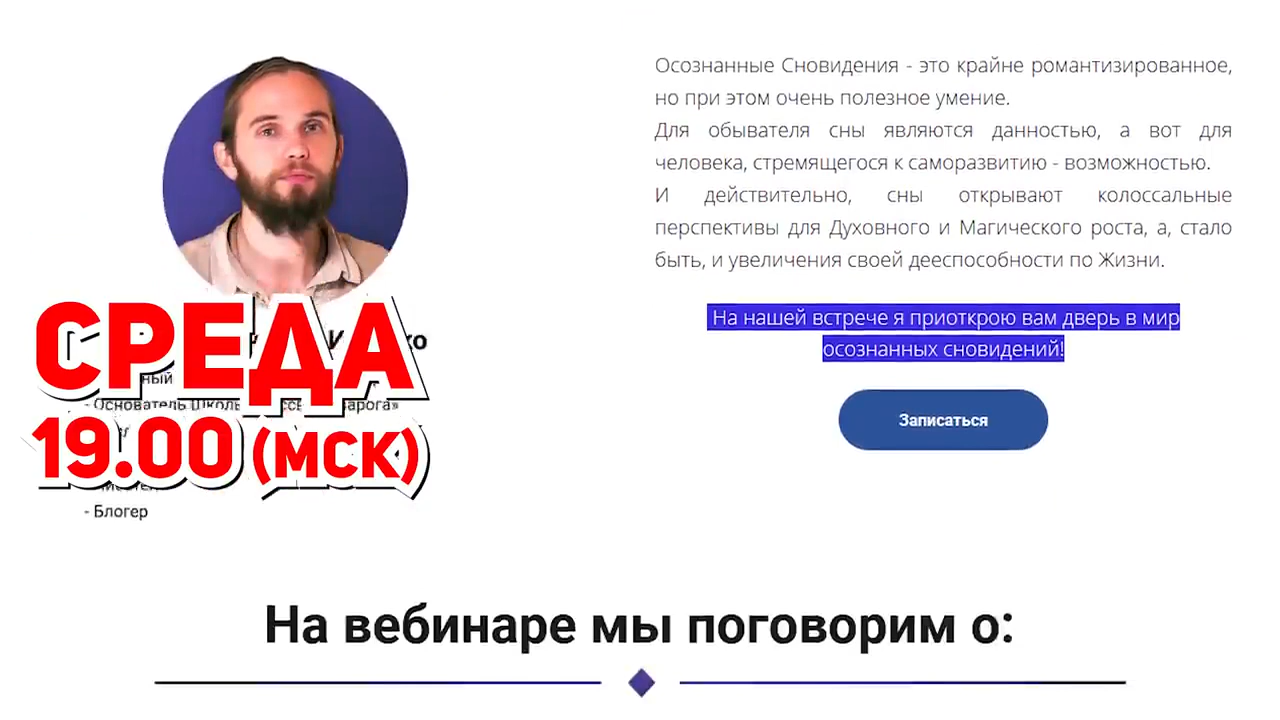 Осознанные Сновидения - это крайне романтизированное,
но при этом очень полезное умение.
Для обывателя сны являются данностью, а вот для
человека, стремящегося к саморазвитию - возможностью.
И действительно, сны открывают колоссальные
перспективы для Духовного и Магического роста, а, стало
быть, и увеличения своей дееспособности по Жизни.
На нашей встрече я приоткрою вам дверь в мир
осознанных сновидений!
Записаться
СРЕДА
19.00 (МСК)
- Основатель
- Блогер
На вебинаре мы поговорим о: